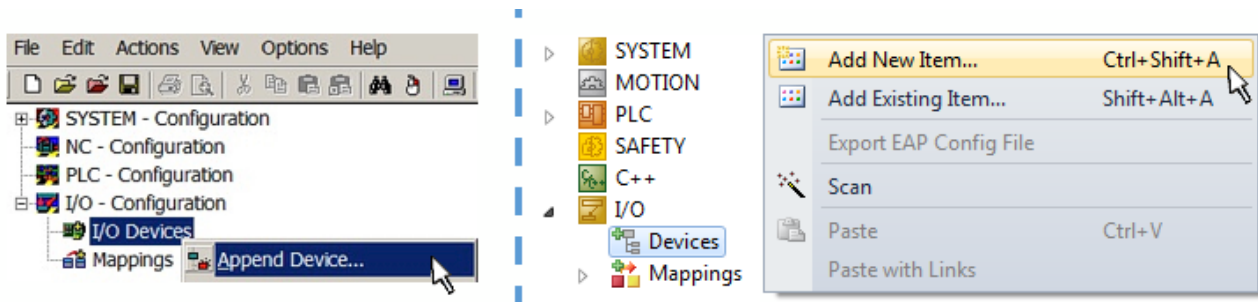 File Edit Actions View Options Help
SYSTEM - Configuration
NC - Configuration
PLC - Configuration
I/O - Configuration
I/O Devices
Mappings
Append Device...
SYSTEM
MOTION
PLC
SAFETY
C++
I/O
Devices
Mappings
Add New Item... Ctrl+Shift+A
Add Existing Item... Shift+Alt+A
Export EAP Config File
Scan
Paste Ctrl+V
Paste with Links